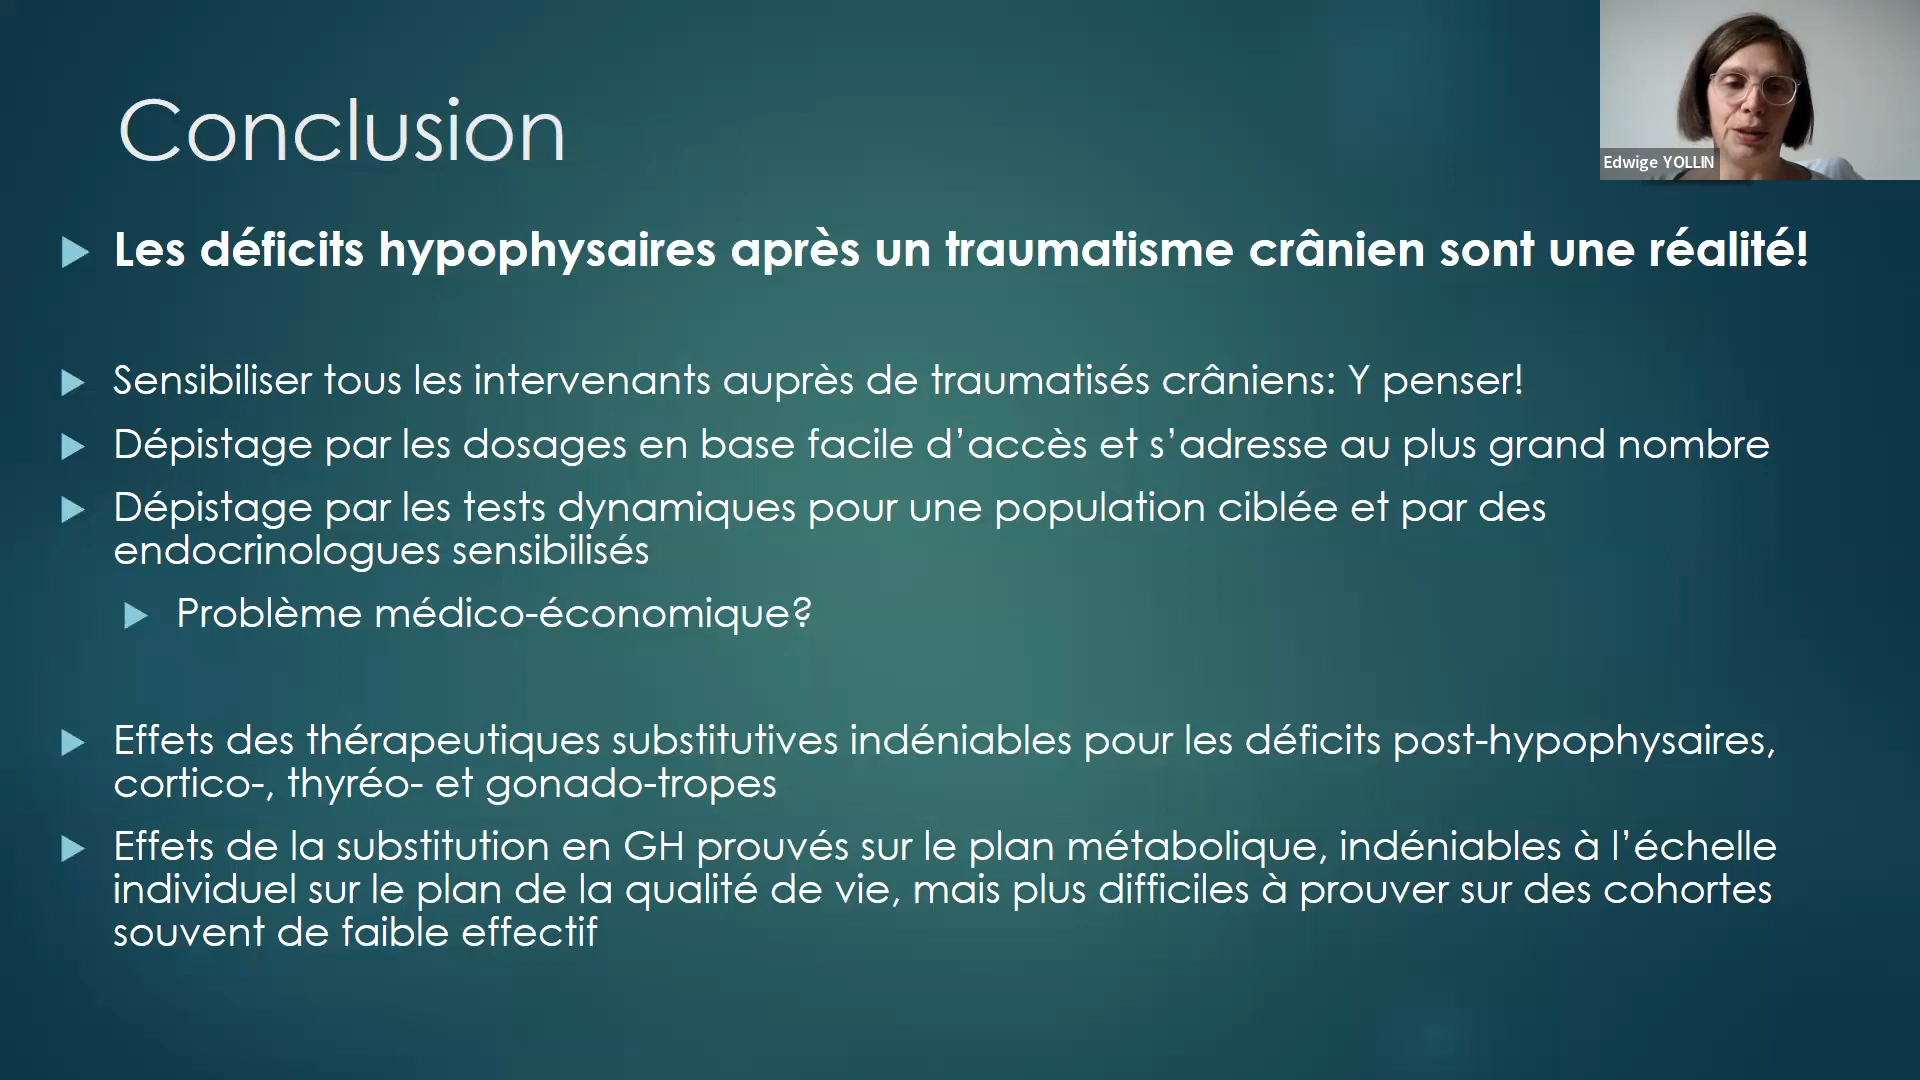 Conclusion
Edwige YOLLIN
Les déficits hypophysaires après un traumatisme crânien sont une réalité!
Sensibiliser tous les intervenants auprès de traumatisés crâniens: Y penser!
Dépistage par les dosages en base facile d’accès et s’adresse au plus grand nombre
Dépistage par les tests dynamiques pour une population ciblée et par des
endocrinologues sensibilisés
Problème médico-économique?
Effets des thérapeutiques substitutives indéniables pour les déficits post-hypophysaires,
cortico-, thyréo- et gonado-tropes
Effets de la substitution en GH prouvés sur le plan métabolique, indéniables à l’échelle
individuel sur le plan de la qualité de vie, mais plus difficiles à prouver sur des cohortes
souvent de faible effectif